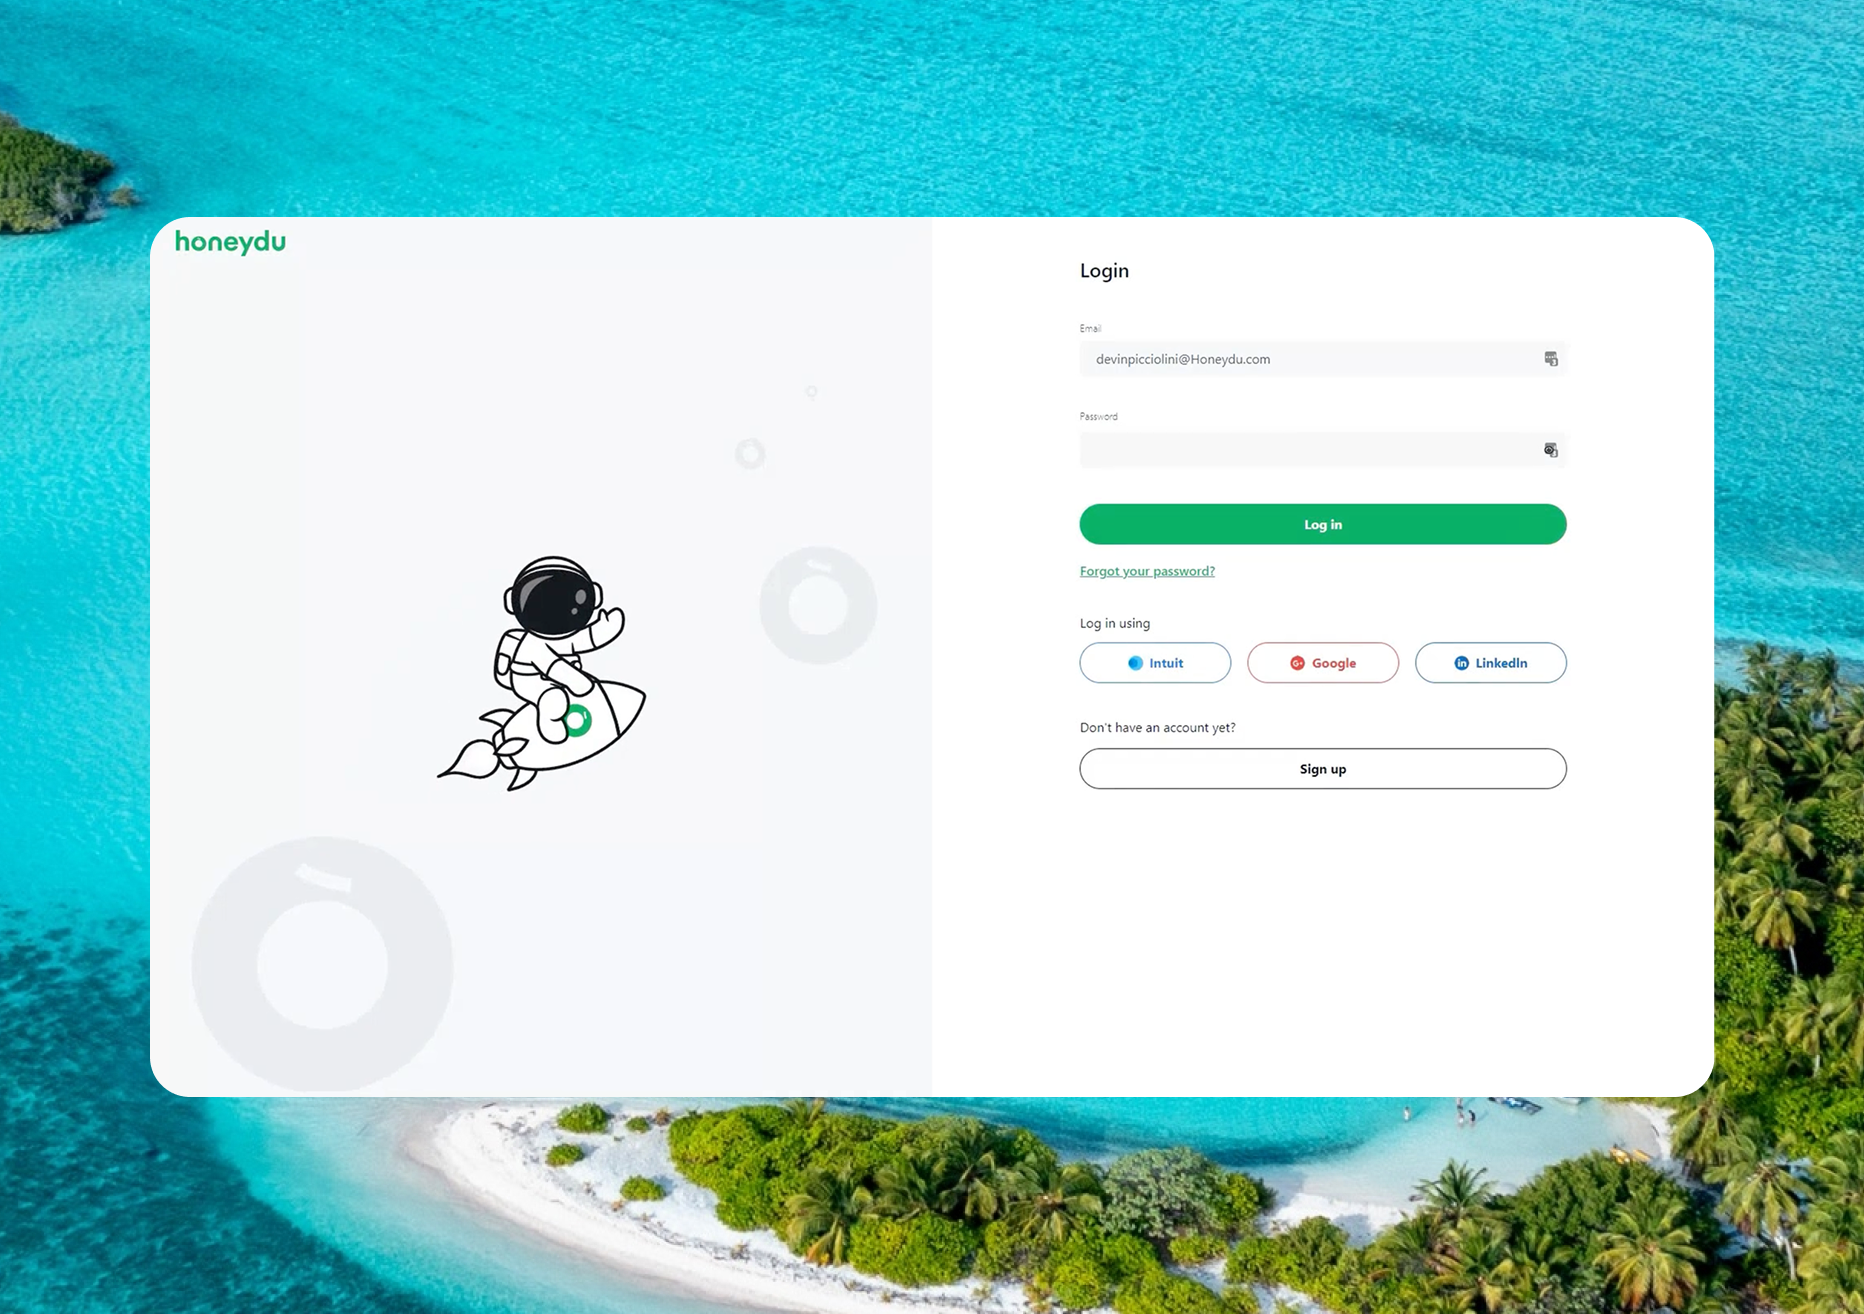 honeydu
Login
Email
devinpicciolini@Honeydu.com
Password
Log in
Forgot your password?
Log in using
Intuit
G+ Google
in LinkedIn
Don't have an account yet?
Sign up